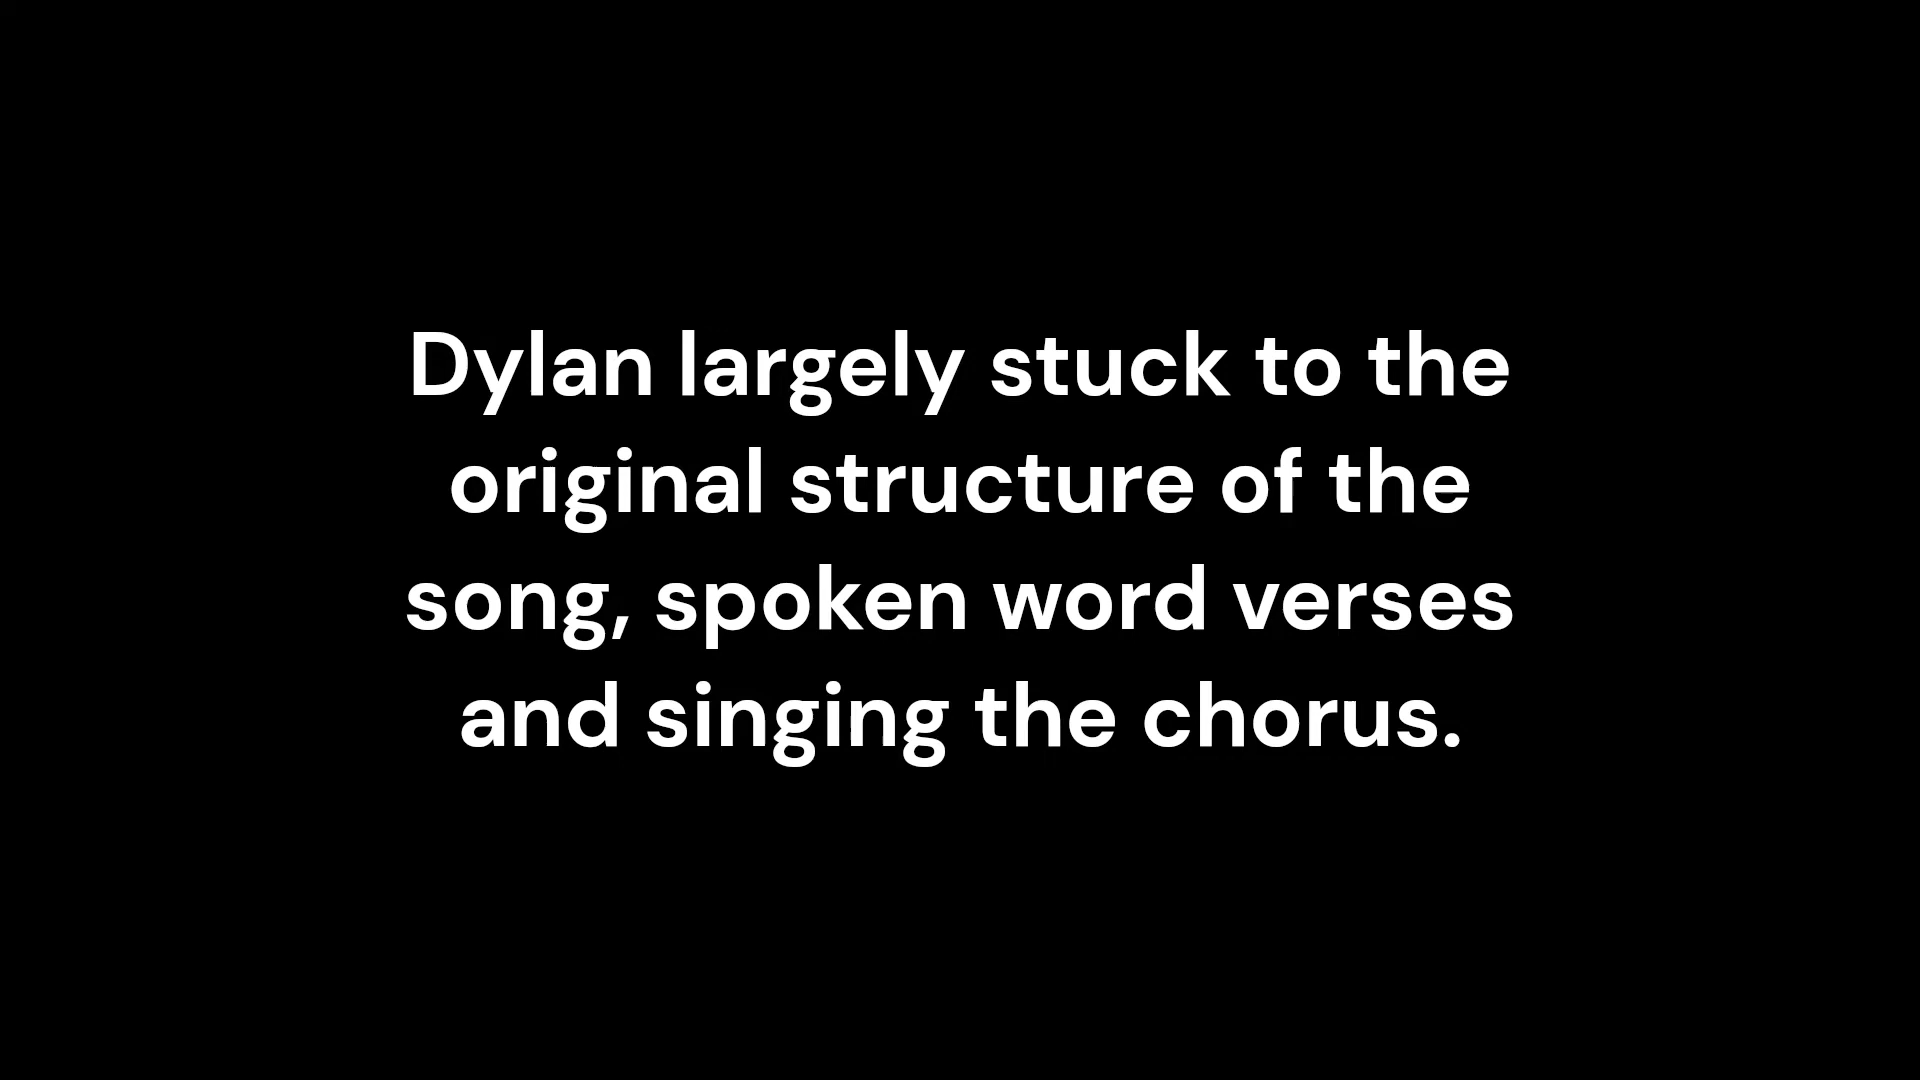 Dylan largely stuck to the
original structure of the
song, spoken word verses
and singing the chorus.